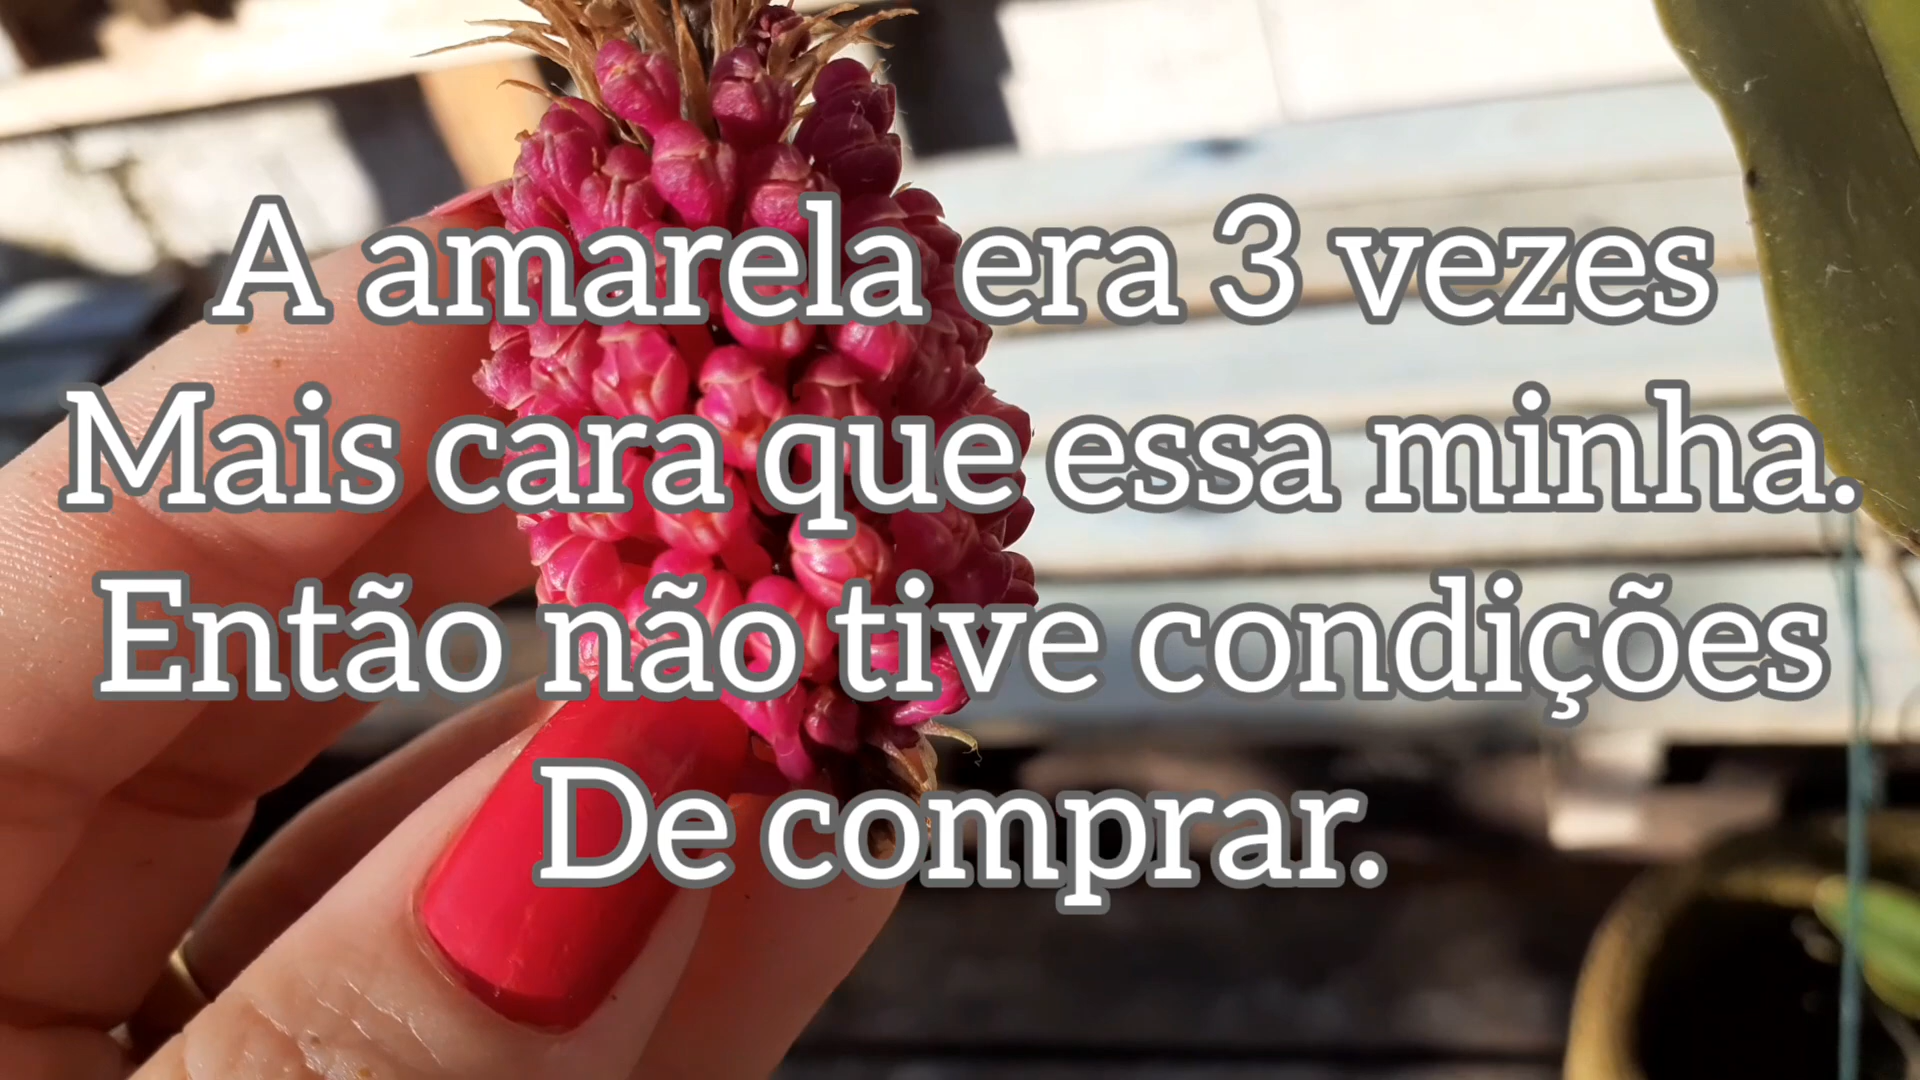 A amarela era 3 vezes
Mais cara que essa minha.
Então não tive condições
De comprar.